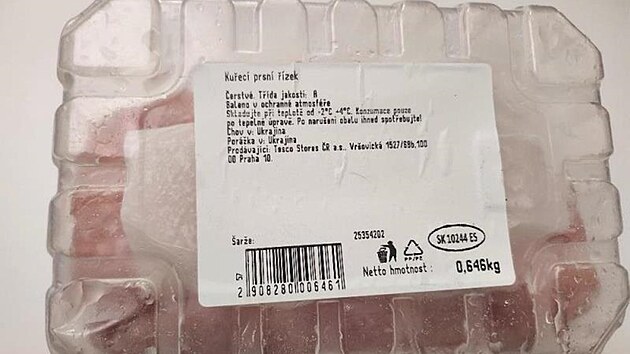 Kuřecí prsní řízek
Čerstvé. Třída jakosti: A
Baleno v ochranné atmosféře
Skladujte při teplotě od -2°C +4°C. Konzumace pouze
po tepelné úpravě. Po narušení obalu ihned spotřebujte!
Chov v: Ukrajina
Porážka v: Ukrajina
Prodávající: Tesco Stores ČR a.s., Vršovická 1527/68b,100
00 Praha 10.
Šarže: 25354202
SK 10244 ES
PP/PE
Netto hmotnost : 0,646kg
2 908280 006461